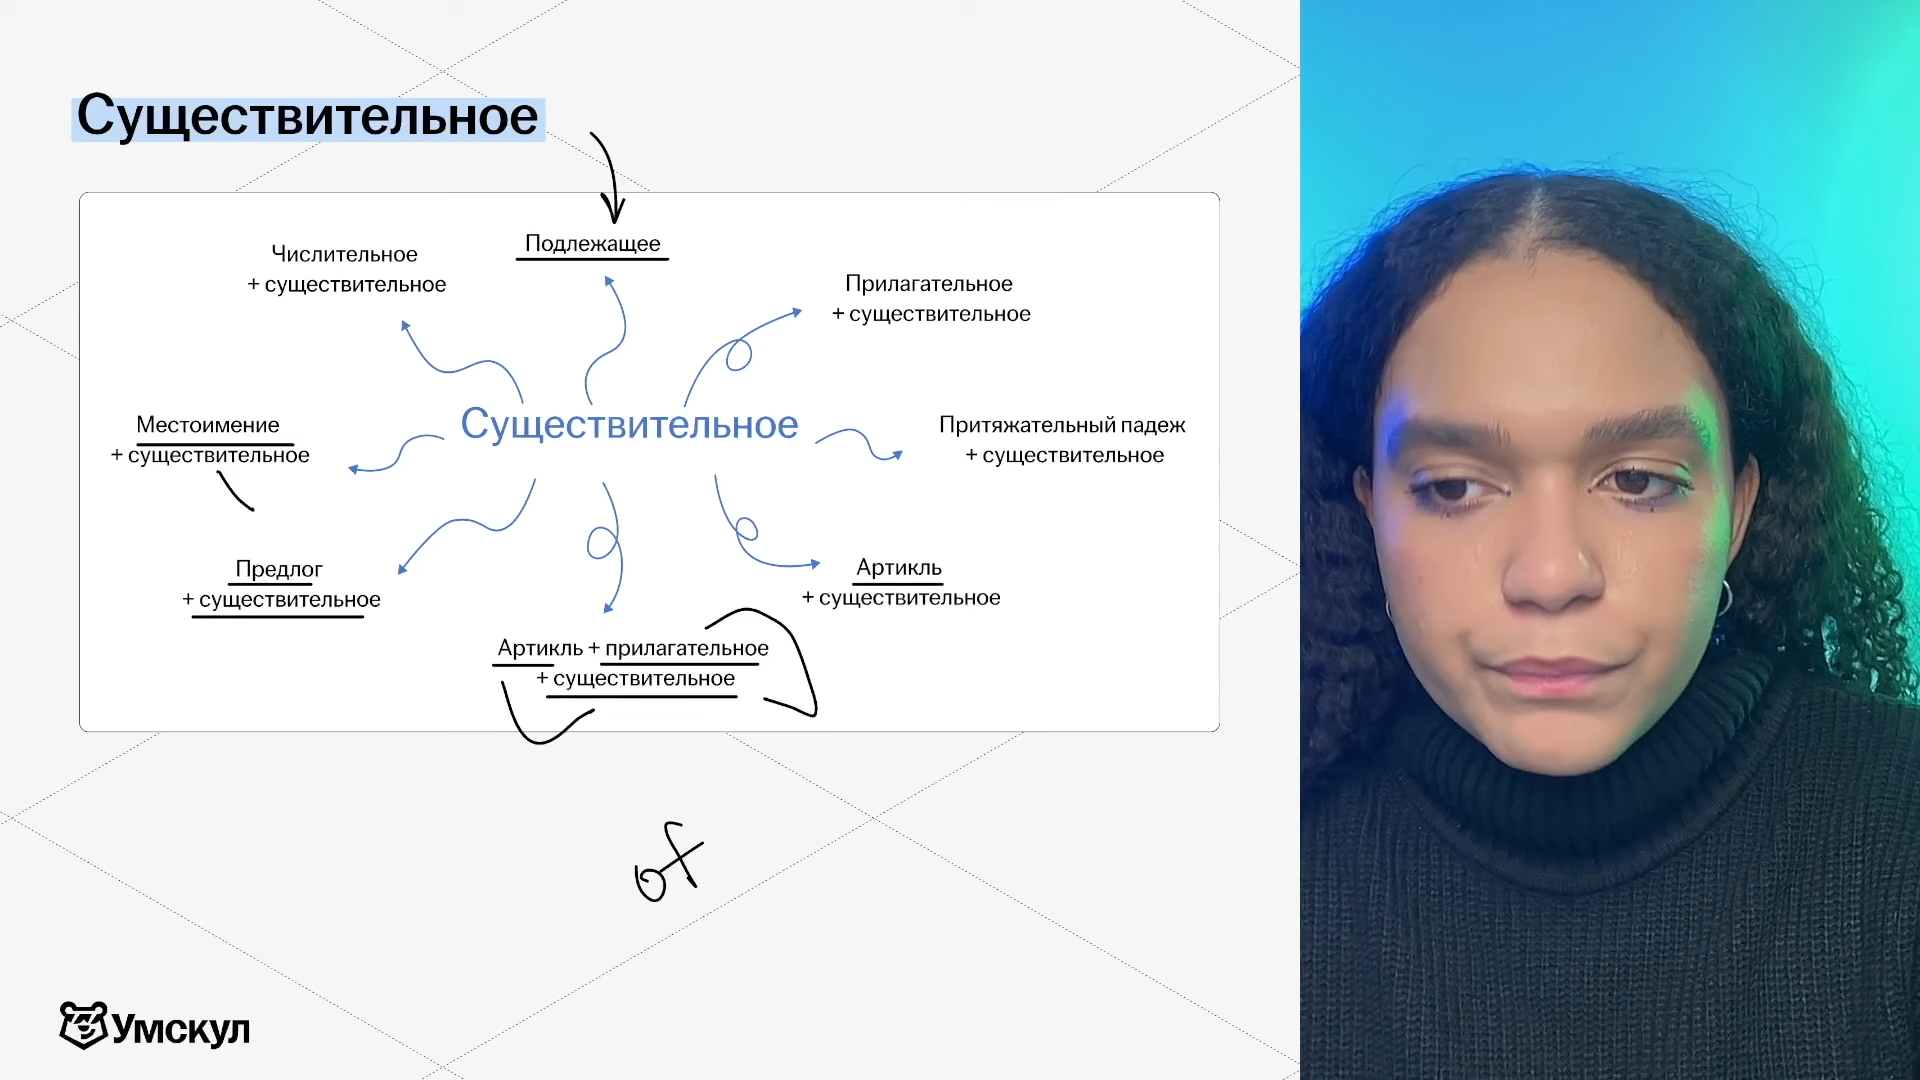 Существительное
Подлежащее
Числительное
+ существительное
Прилагательное
+ существительное
Существительное
Местоимение
+ существительное
Притяжательный падеж
+ существительное
Предлог
+ существительное
Артикль
+ существительное
Артикль + прилагательное
+ существительное
of
Умскул